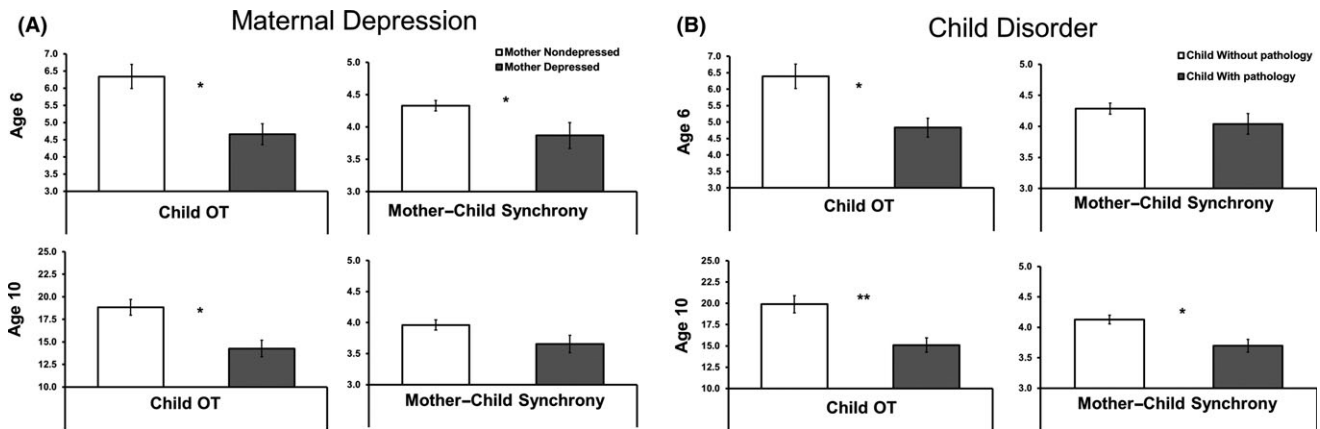 (A)
Maternal Depression
Mother Nondepressed
Mother Depressed
Age 6
7.0
6.5
6.0
5.5
5.0
4.5
4.0
3.5
3.0
*
Child OT
5.0
4.5
4.0
3.5
3.0
*
Mother–Child Synchrony
Age 10
25.0
22.5
20.0
17.5
15.0
12.5
10.0
*
Child OT
5.0
4.5
4.0
3.5
3.0
Mother–Child Synchrony
(B)
Child Disorder
Child Without pathology
Child With pathology
Age 6
7.0
6.5
6.0
5.5
5.0
4.5
4.0
3.5
3.0
*
Child OT
5.0
4.5
4.0
3.5
3.0
Mother–Child Synchrony
Age 10
25.0
22.5
20.0
17.5
15.0
12.5
10.0
**
Child OT
5.0
4.5
4.0
3.5
3.0
*
Mother–Child Synchrony